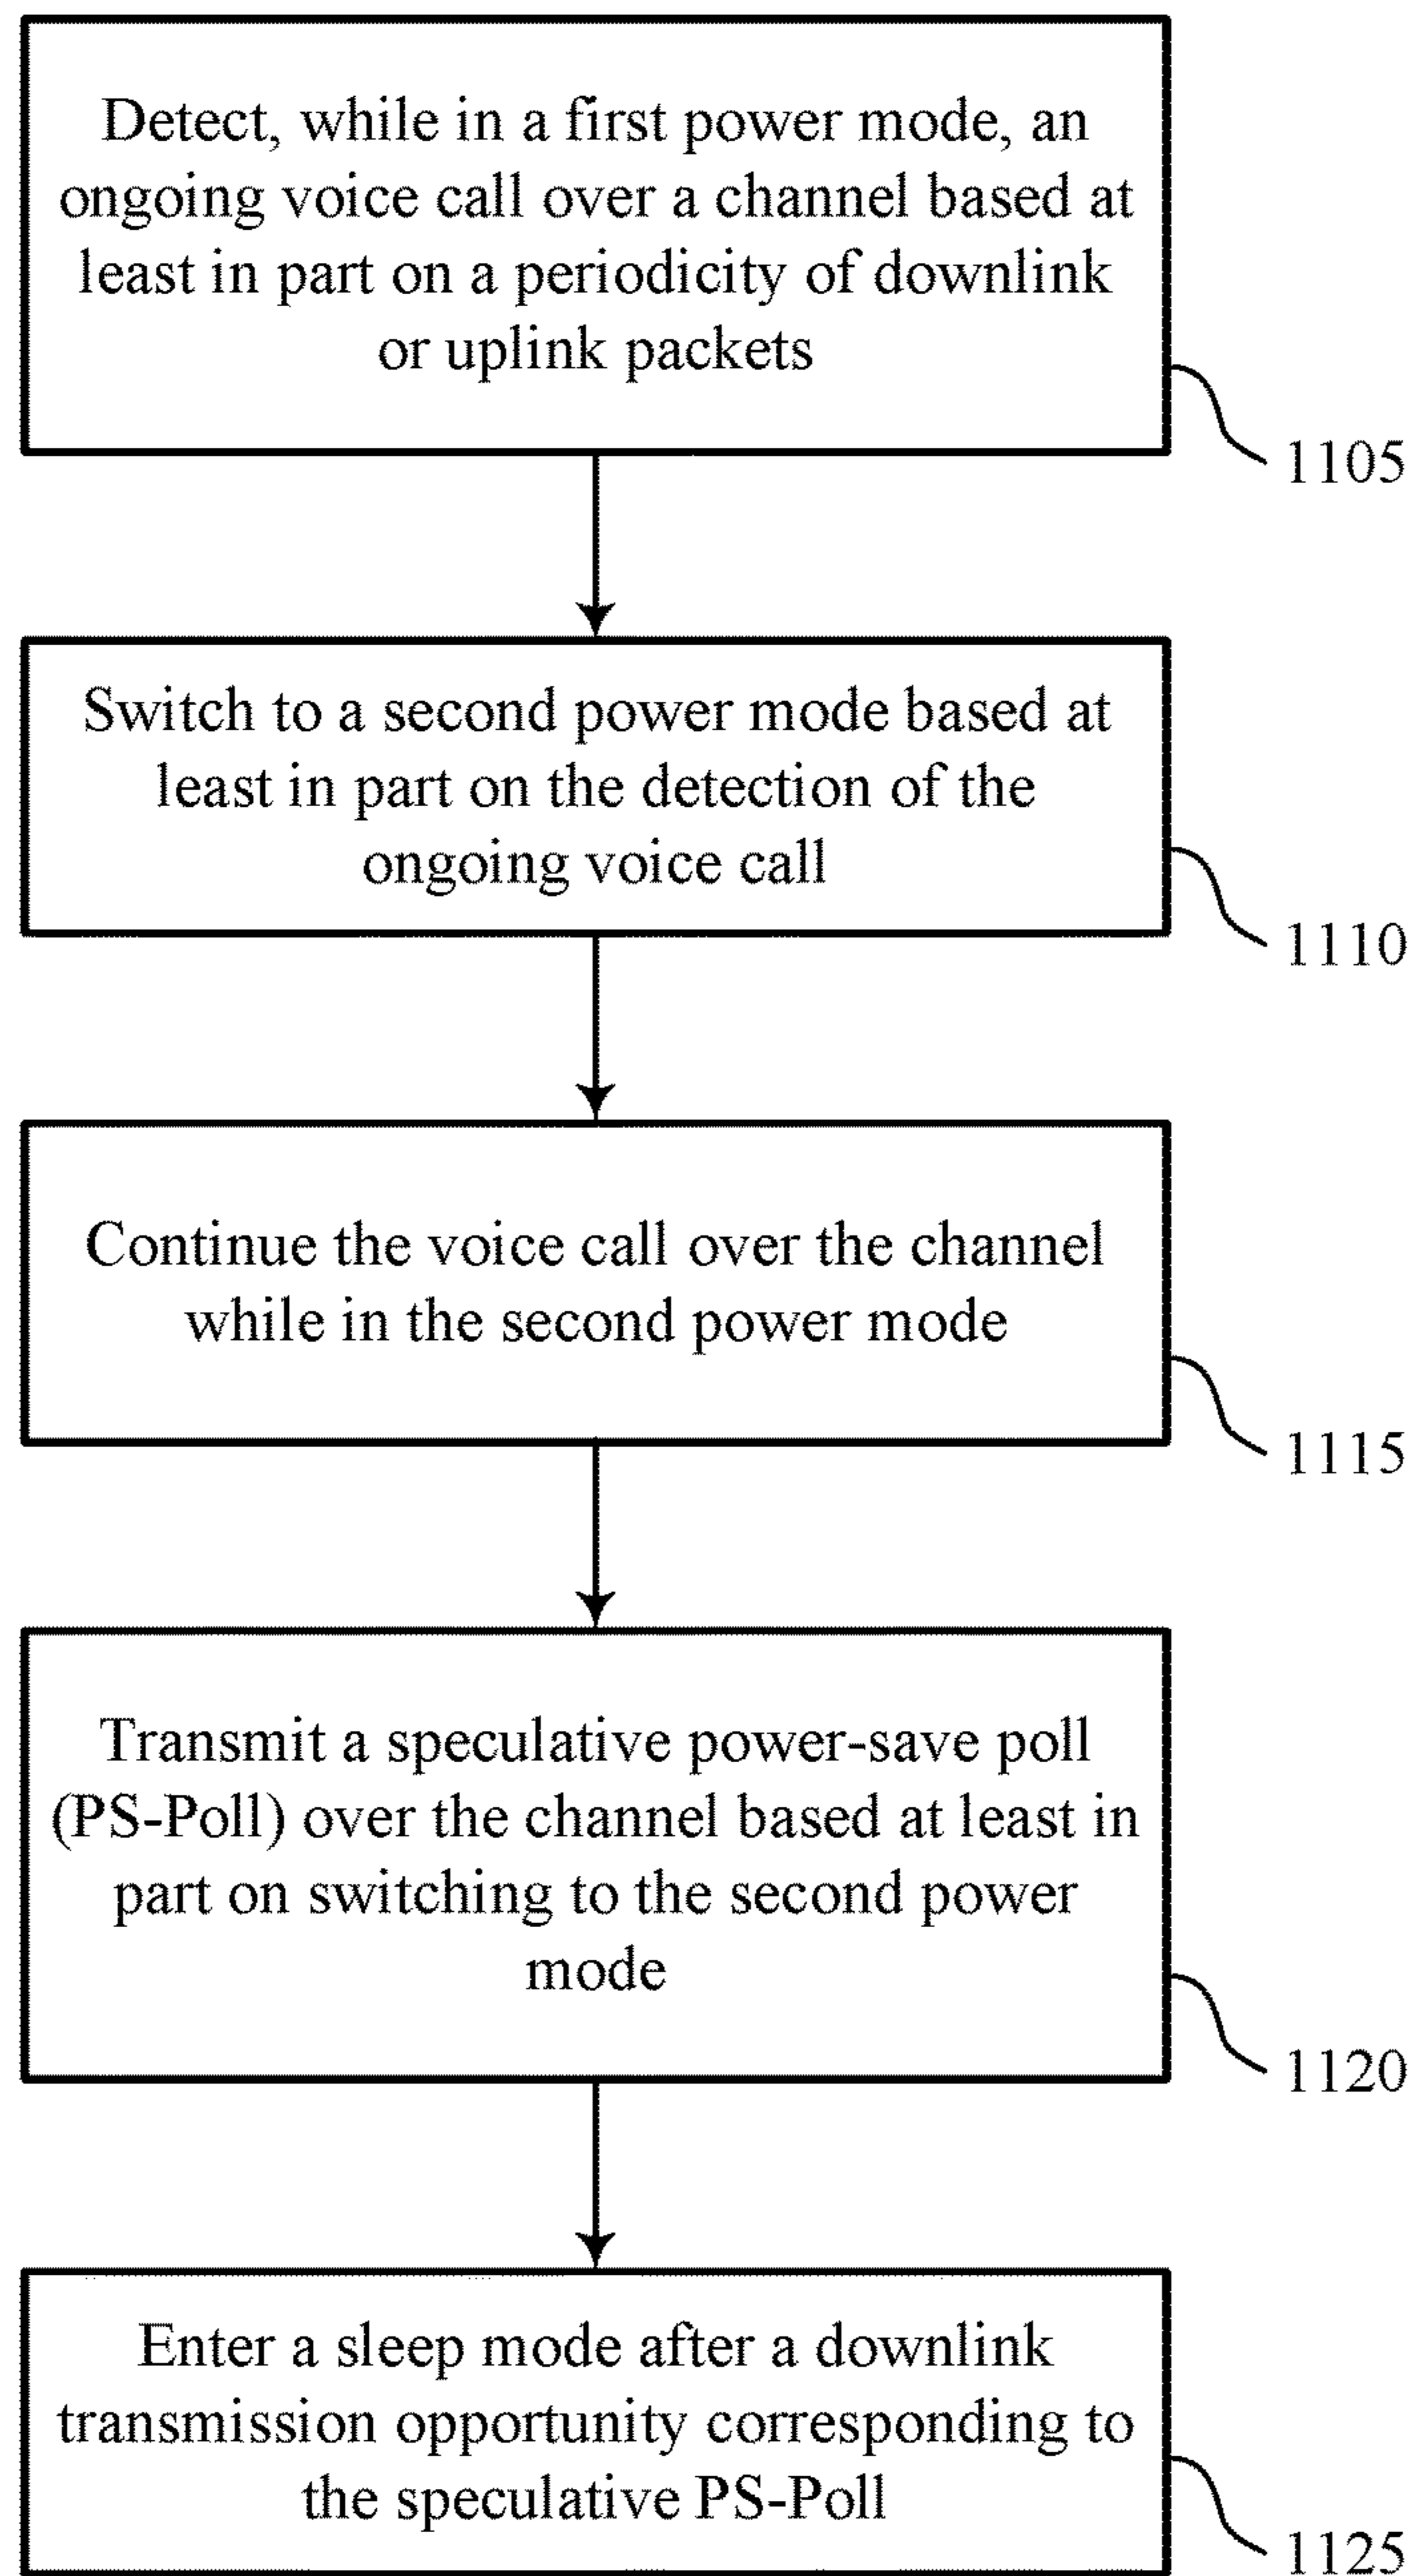 Detect, while in a first power mode, an
ongoing voice call over a channel based at
least in part on a periodicity of downlink
or uplink packets
1105
Switch to a second power mode based at
least in part on the detection of the
ongoing voice call
1110
Continue the voice call over the channel
while in the second power mode
1115
Transmit a speculative power-save poll
(PS-Poll) over the channel based at least in
part on switching to the second power
mode
1120
Enter a sleep mode after a downlink
transmission opportunity corresponding to
the speculative PS-Poll
1125